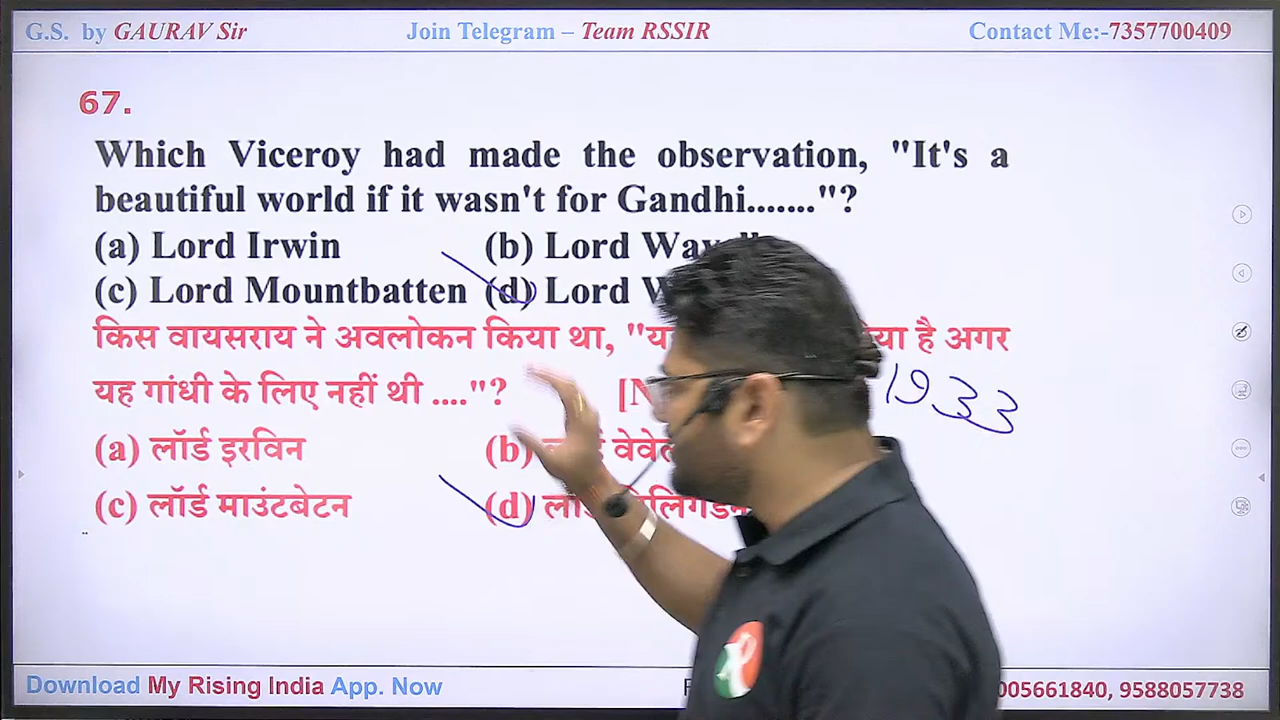 G.S. by GAURAV Sir
Join Telegram – Team RSSIR
Contact Me:-7357700409
67.
Which Viceroy had made the observation, "It's a
beautiful world if it wasn't for Gandhi......."?
(a) Lord Irwin (b) Lord
(c) Lord Mountbatten (d) Lord
किस वायसराय ने अवलोकन किया था, है अगर
यह गांधी के लिए नहीं थी ...."?
1933
(a) लॉर्ड इरविन (b)
(c) लॉर्ड माउंटबेटन (d)
Download My Rising India App. Now
9588057738